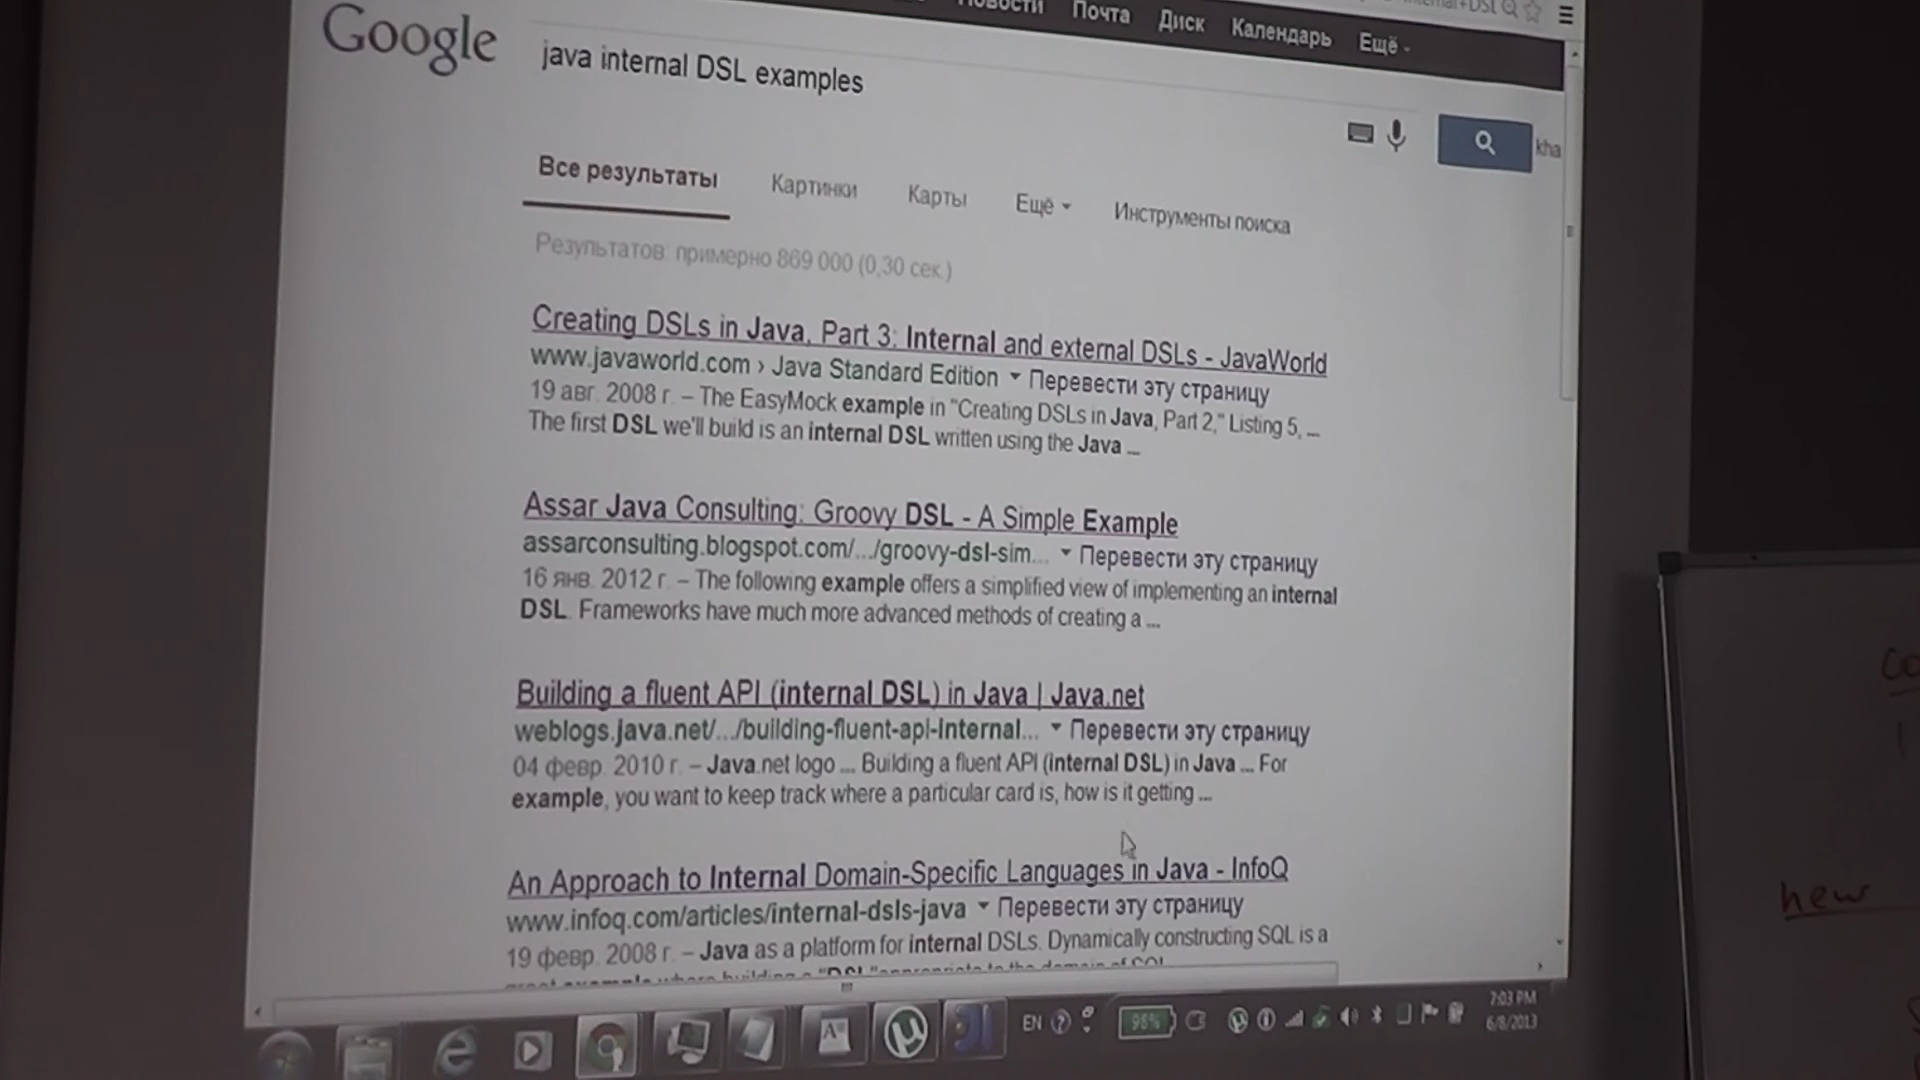 Новости Почта Диск Календарь Ещё
Google
java internal DSL examples
kha
Все результаты Картинки Карты Ещё Инструменты поиска
Результатов: примерно 869 000 (0,30 сек.)
Creating DSLs in Java, Part 3: Internal and external DSLs - JavaWorld
www.javaworld.com › Java Standard Edition Перевести эту страницу
19 авг. 2008 г. – The EasyMock example in "Creating DSLs in Java, Part 2," Listing 5, ...
The first DSL we'll build is an internal DSL written using the Java ...
Assar Java Consulting: Groovy DSL - A Simple Example
assarconsulting.blogspot.com/.../groovy-dsl-sim... Перевести эту страницу
16 янв. 2012 г. – The following example offers a simplified view of implementing an internal
DSL. Frameworks have much more advanced methods of creating a ...
Building a fluent API (internal DSL) in Java | Java.net
weblogs.java.net/.../building-fluent-api-internal... Перевести эту страницу
04 февр. 2010 г. – Java.net logo ... Building a fluent API (internal DSL) in Java ... For
example, you want to keep track where a particular card is, how is it getting ...
An Approach to Internal Domain-Specific Languages in Java - InfoQ
www.infoq.com/articles/internal-dsls-java Перевести эту страницу
19 февр. 2008 г. – Java as a platform for internal DSLs. Dynamically constructing SQL is a
EN 98% 7:03 PM
6/8/2013
new